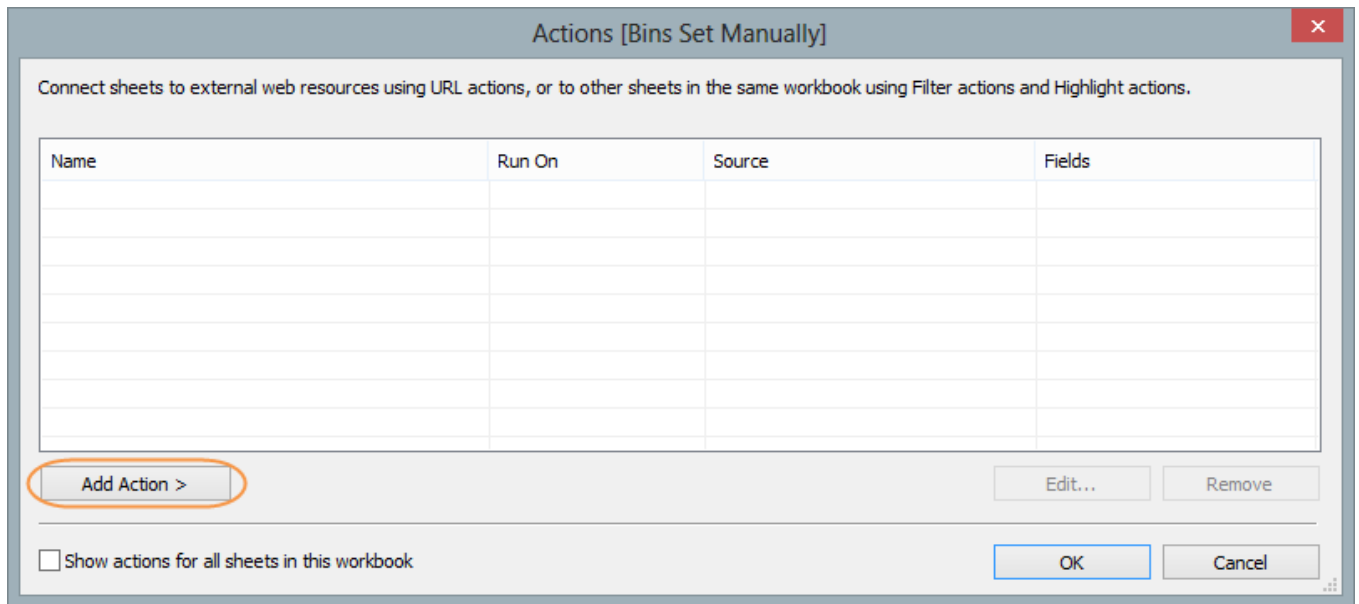 Actions [Bins Set Manually]
Connect sheets to external web resources using URL actions, or to other sheets in the same workbook using Filter actions and Highlight actions.
Name Run On Source Fields
Add Action > Edit... Remove
Show actions for all sheets in this workbook OK Cancel